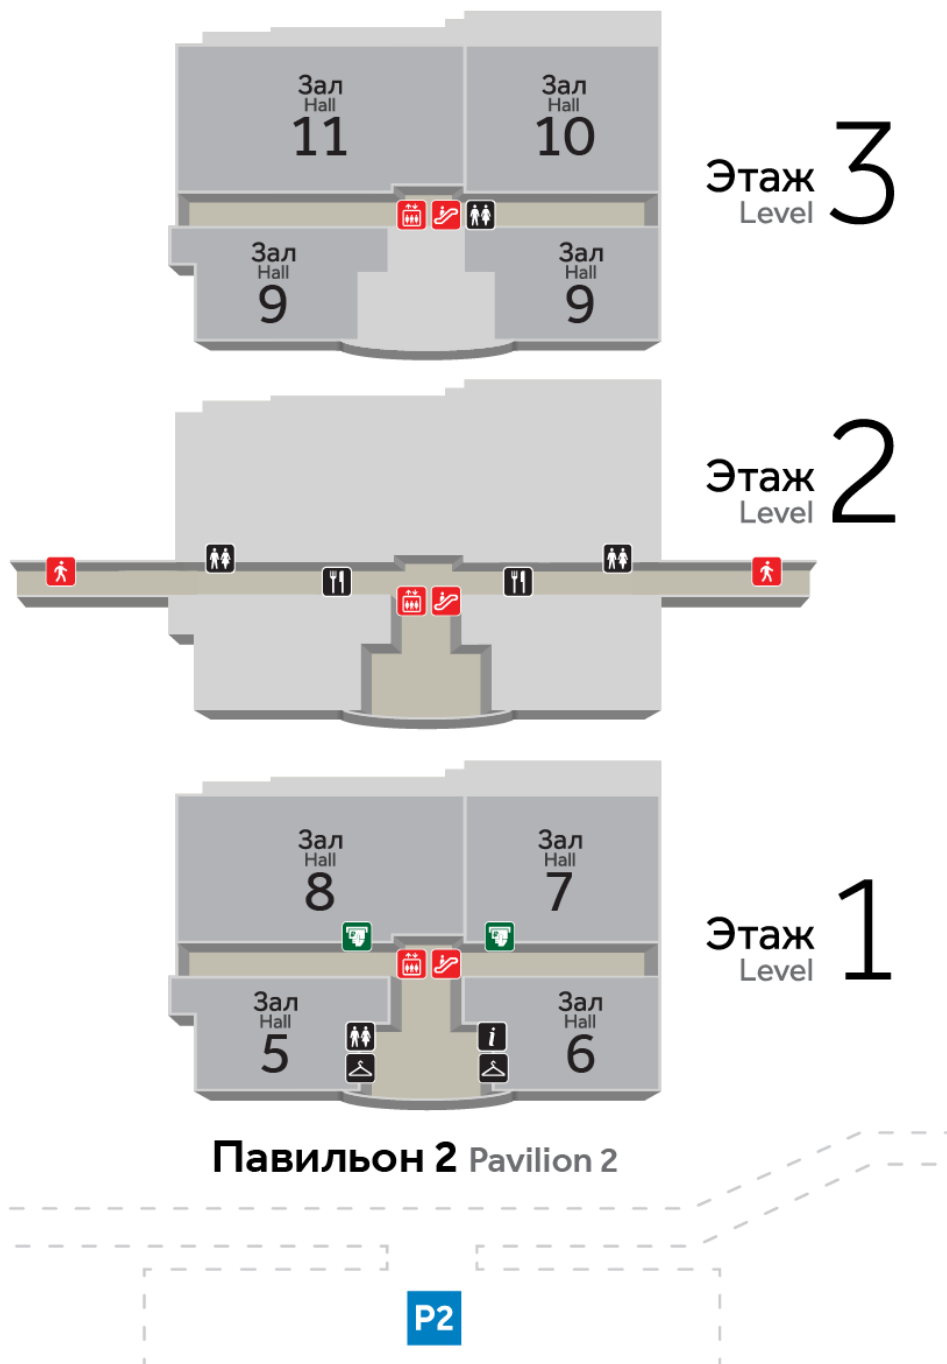 Зал
Hall
11
Зал
Hall
10
Этаж
Level
3
Зал
Hall
9
Зал
Hall
9
Этаж
Level
2
Зал
Hall
8
Зал
Hall
7
Этаж
Level
1
Зал
Hall
5
i
Зал
Hall
6
Павильон 2 Pavilion 2
P2